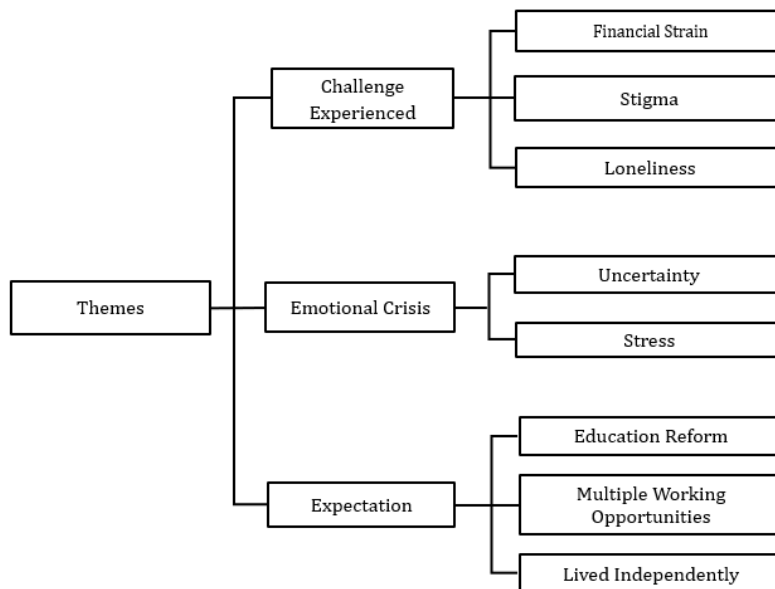 Themes
Challenge
Experienced
Financial Strain
Stigma
Loneliness
Emotional Crisis
Uncertainty
Stress
Expectation
Education Reform
Multiple Working
Opportunities
Lived Independently